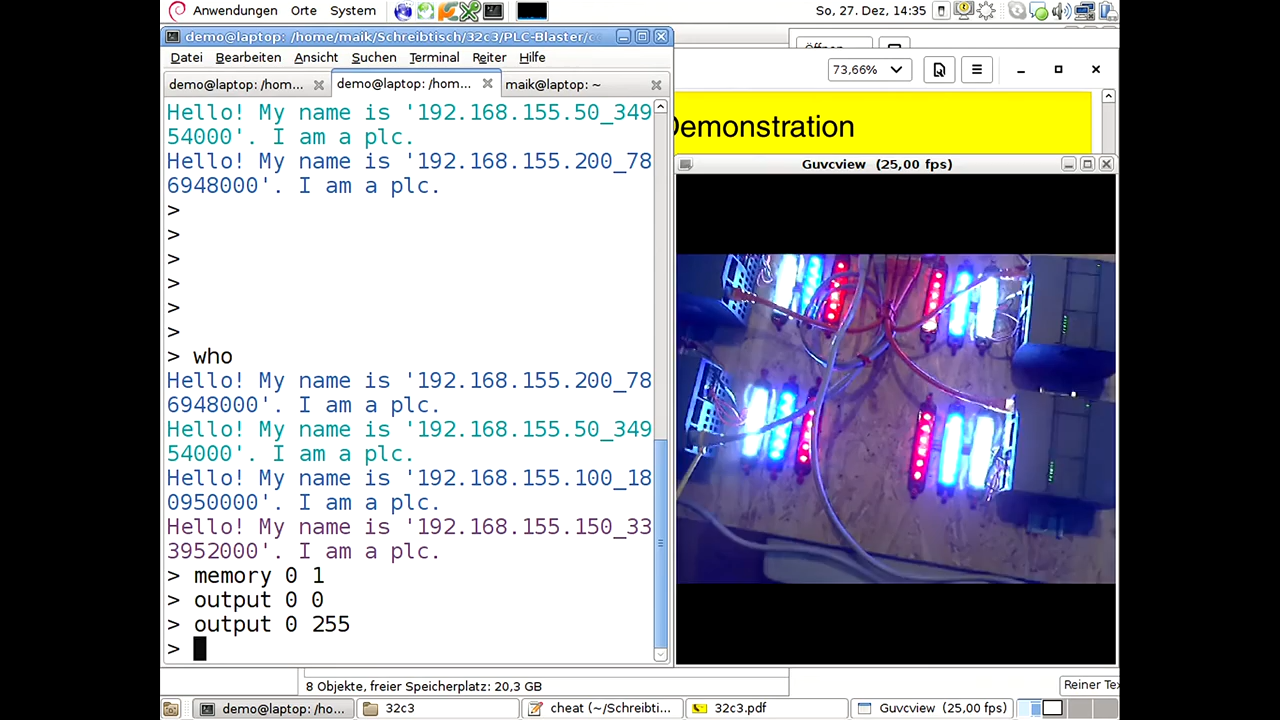 Anwendungen Orte System
So, 27. Dez, 14:35
demo@laptop: /home/maik/Schreibtisch/32c3/PLC-Blaster/
Datei Bearbeiten Ansicht Suchen Terminal Reiter Hilfe
demo@laptop: /hom...
demo@laptop: /hom...
maik@laptop: ~
Hello! My name is '192.168.155.50_349
54000'. I am a plc.
Hello! My name is '192.168.155.200_78
6948000'. I am a plc.
>
>
>
>
>
>
> who
Hello! My name is '192.168.155.200_78
6948000'. I am a plc.
Hello! My name is '192.168.155.50_349
54000'. I am a plc.
Hello! My name is '192.168.155.100_18
0950000'. I am a plc.
Hello! My name is '192.168.155.150_33
3952000'. I am a plc.
> memory 0 1
> output 0 0
> output 0 255
>
73,66%
Demonstration
Guvcview (25,00 fps)
8 Objekte, freier Speicherplatz: 20,3 GB
Reiner Te
demo@laptop: /ho...
32c3
cheat (~/Schreibti...
32c3.pdf
Guvcview (25,00 fps)